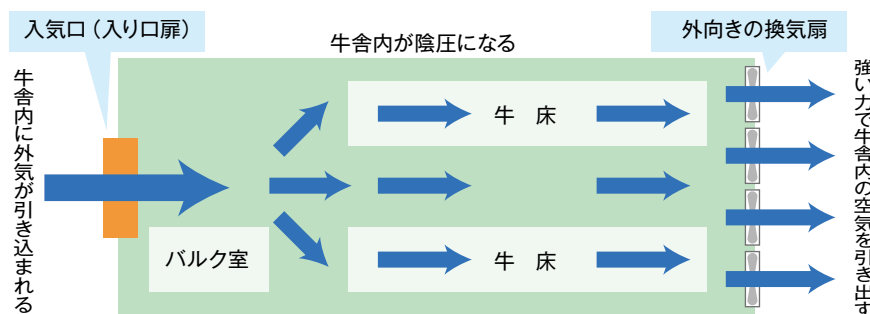 入気口（入り口扉）
牛舎内が陰圧になる
外向きの換気扇
牛舎内に外気が引き込まれる
牛　床
バルク室
牛　床
強い力で牛舎内の空気を引き出す